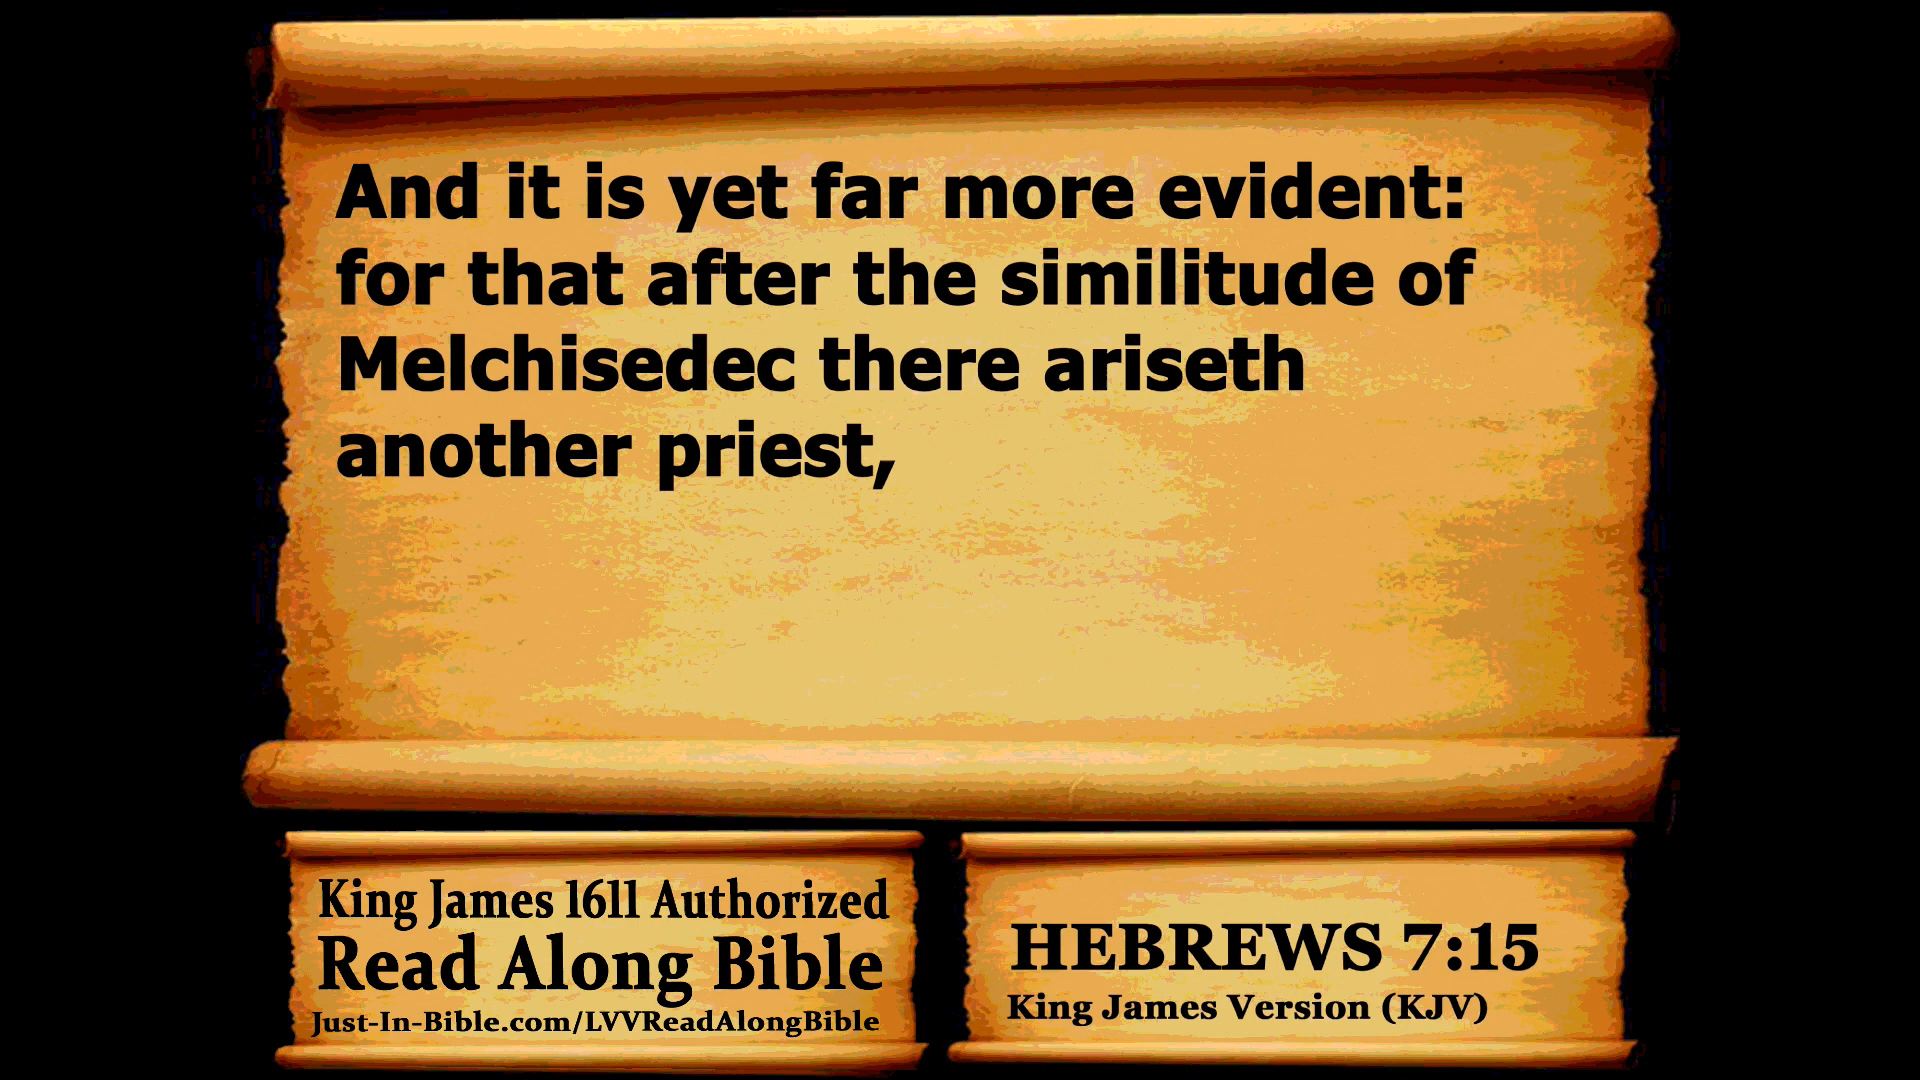 And it is yet far more evident:
for that after the similitude of
Melchisedec there ariseth
another priest,
King James 1611 Authorized
Read Along Bible
Just-In-Bible.com/LVVReadAlongBible
HEBREWS 7:15
King James Version (KJV)